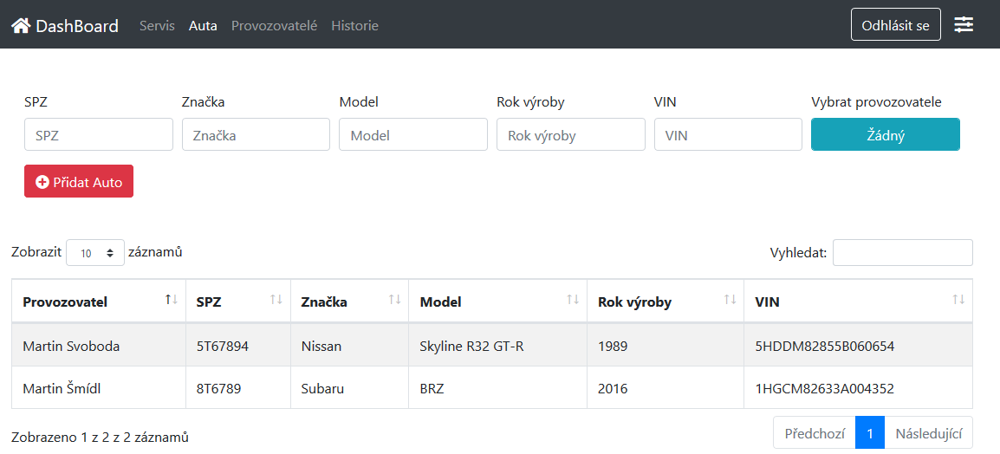 DashBoard Servis Auta Provozovatelé Historie Odhlásit se
SPZ Značka Model Rok výroby VIN Vybrat provozovatele
SPZ Značka Model Rok výroby VIN Žádný
Přidat Auto
Zobrazit 10 záznamů Vyhledat:
Provozovatel SPZ Značka Model Rok výroby VIN
Martin Svoboda 5T67894 Nissan Skyline R32 GT-R 1989 5HDDM82855B060654
Martin Šmídl 8T6789 Subaru BRZ 2016 1HGCM82633A004352
Zobrazeno 1 z 2 z 2 záznamů Předchozí 1 Následující